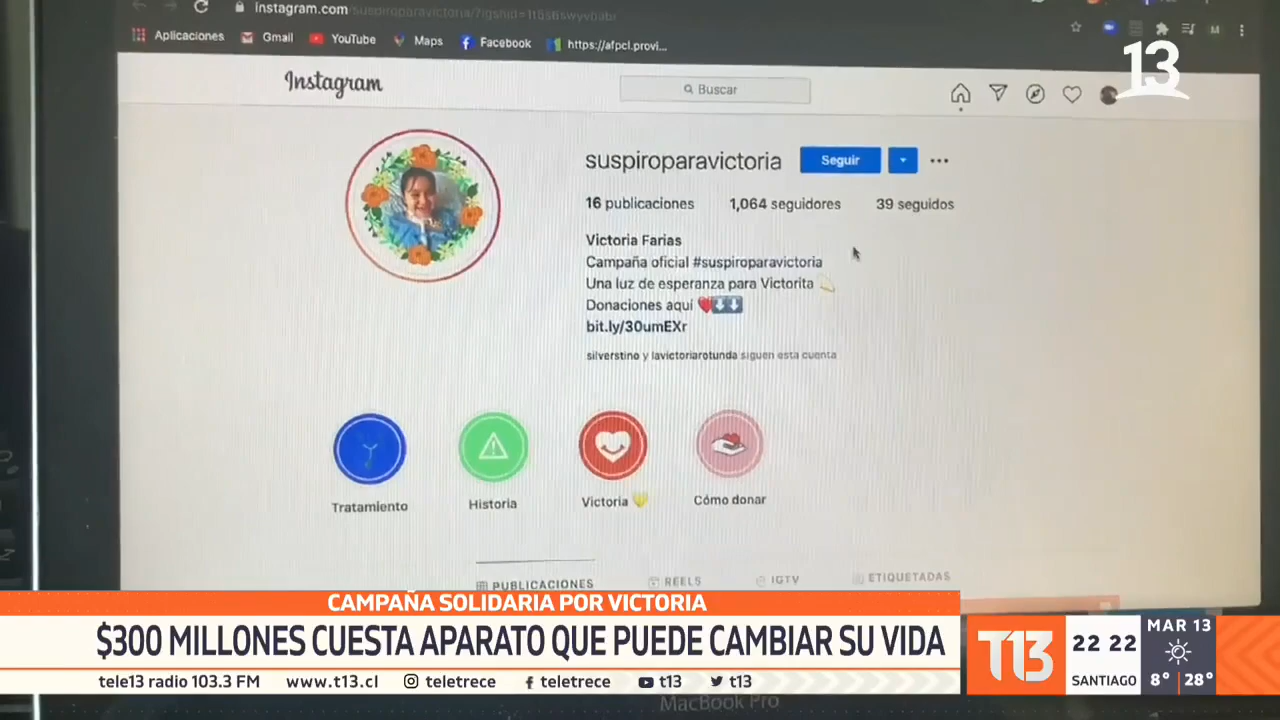 instagram.com/suspiroparavictoria/
Aplicaciones Gmail YouTube Maps Facebook https://afpcl.provi...
13
Instagram
Buscar
suspiroparavictoria Seguir
16 publicaciones 1,064 seguidores 39 seguidos
Victoria Farias
Campaña oficial #suspiroparavictoria
Una luz de esperanza para Victorita
Donaciones aquí ❤️⬇️⬇️
bit.ly/30umEXr
silverstino y lavictoriarotunda siguen esta cuenta
Tratamiento Historia Victoria 💛 Cómo donar
PUBLICACIONES REELS IGTV ETIQUETADAS
CAMPAÑA SOLIDARIA POR VICTORIA
$300 MILLONES CUESTA APARATO QUE PUEDE CAMBIAR SU VIDA
tele13 radio 103.3 FM www.t13.cl teletrece teletrece t13 t13
T13
22 22
SANTIAGO
MAR 13
8° 28°
MacBook Pro